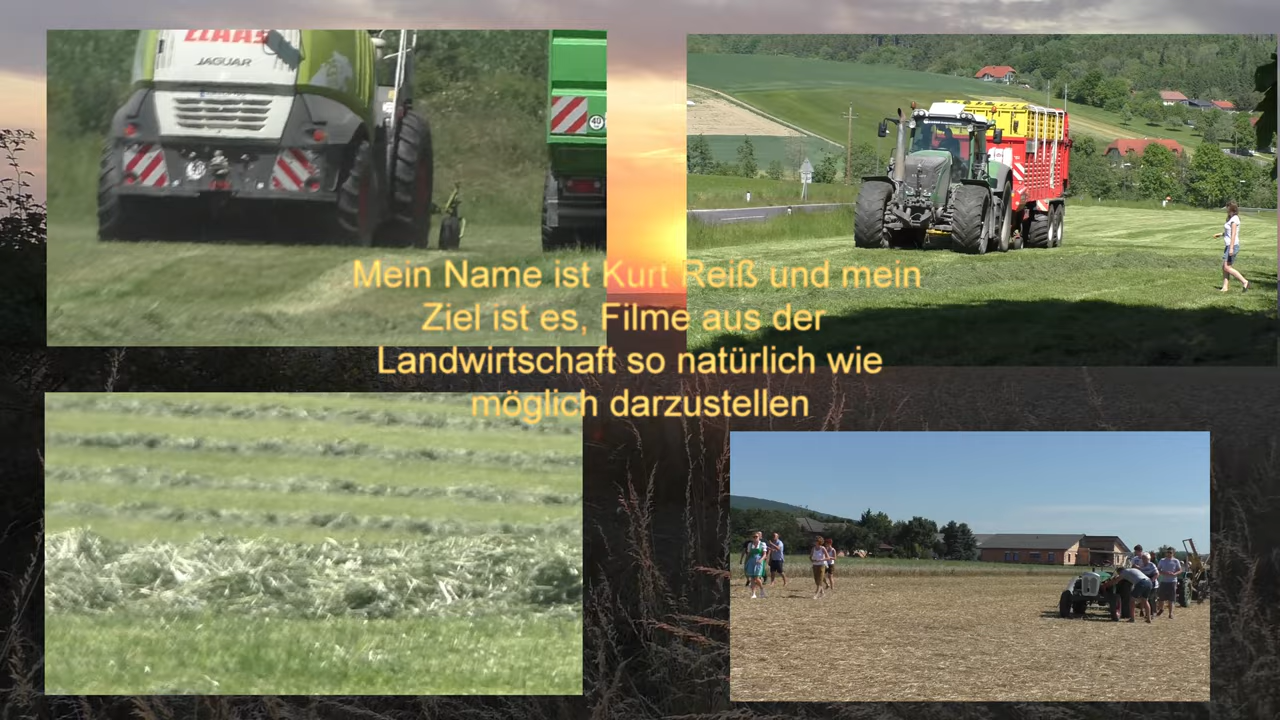 CLAAS
JAGUAR
40
Mein Name ist Kurt Reiß und mein
Ziel ist es, Filme aus der
Landwirtschaft so natürlich wie
möglich darzustellen